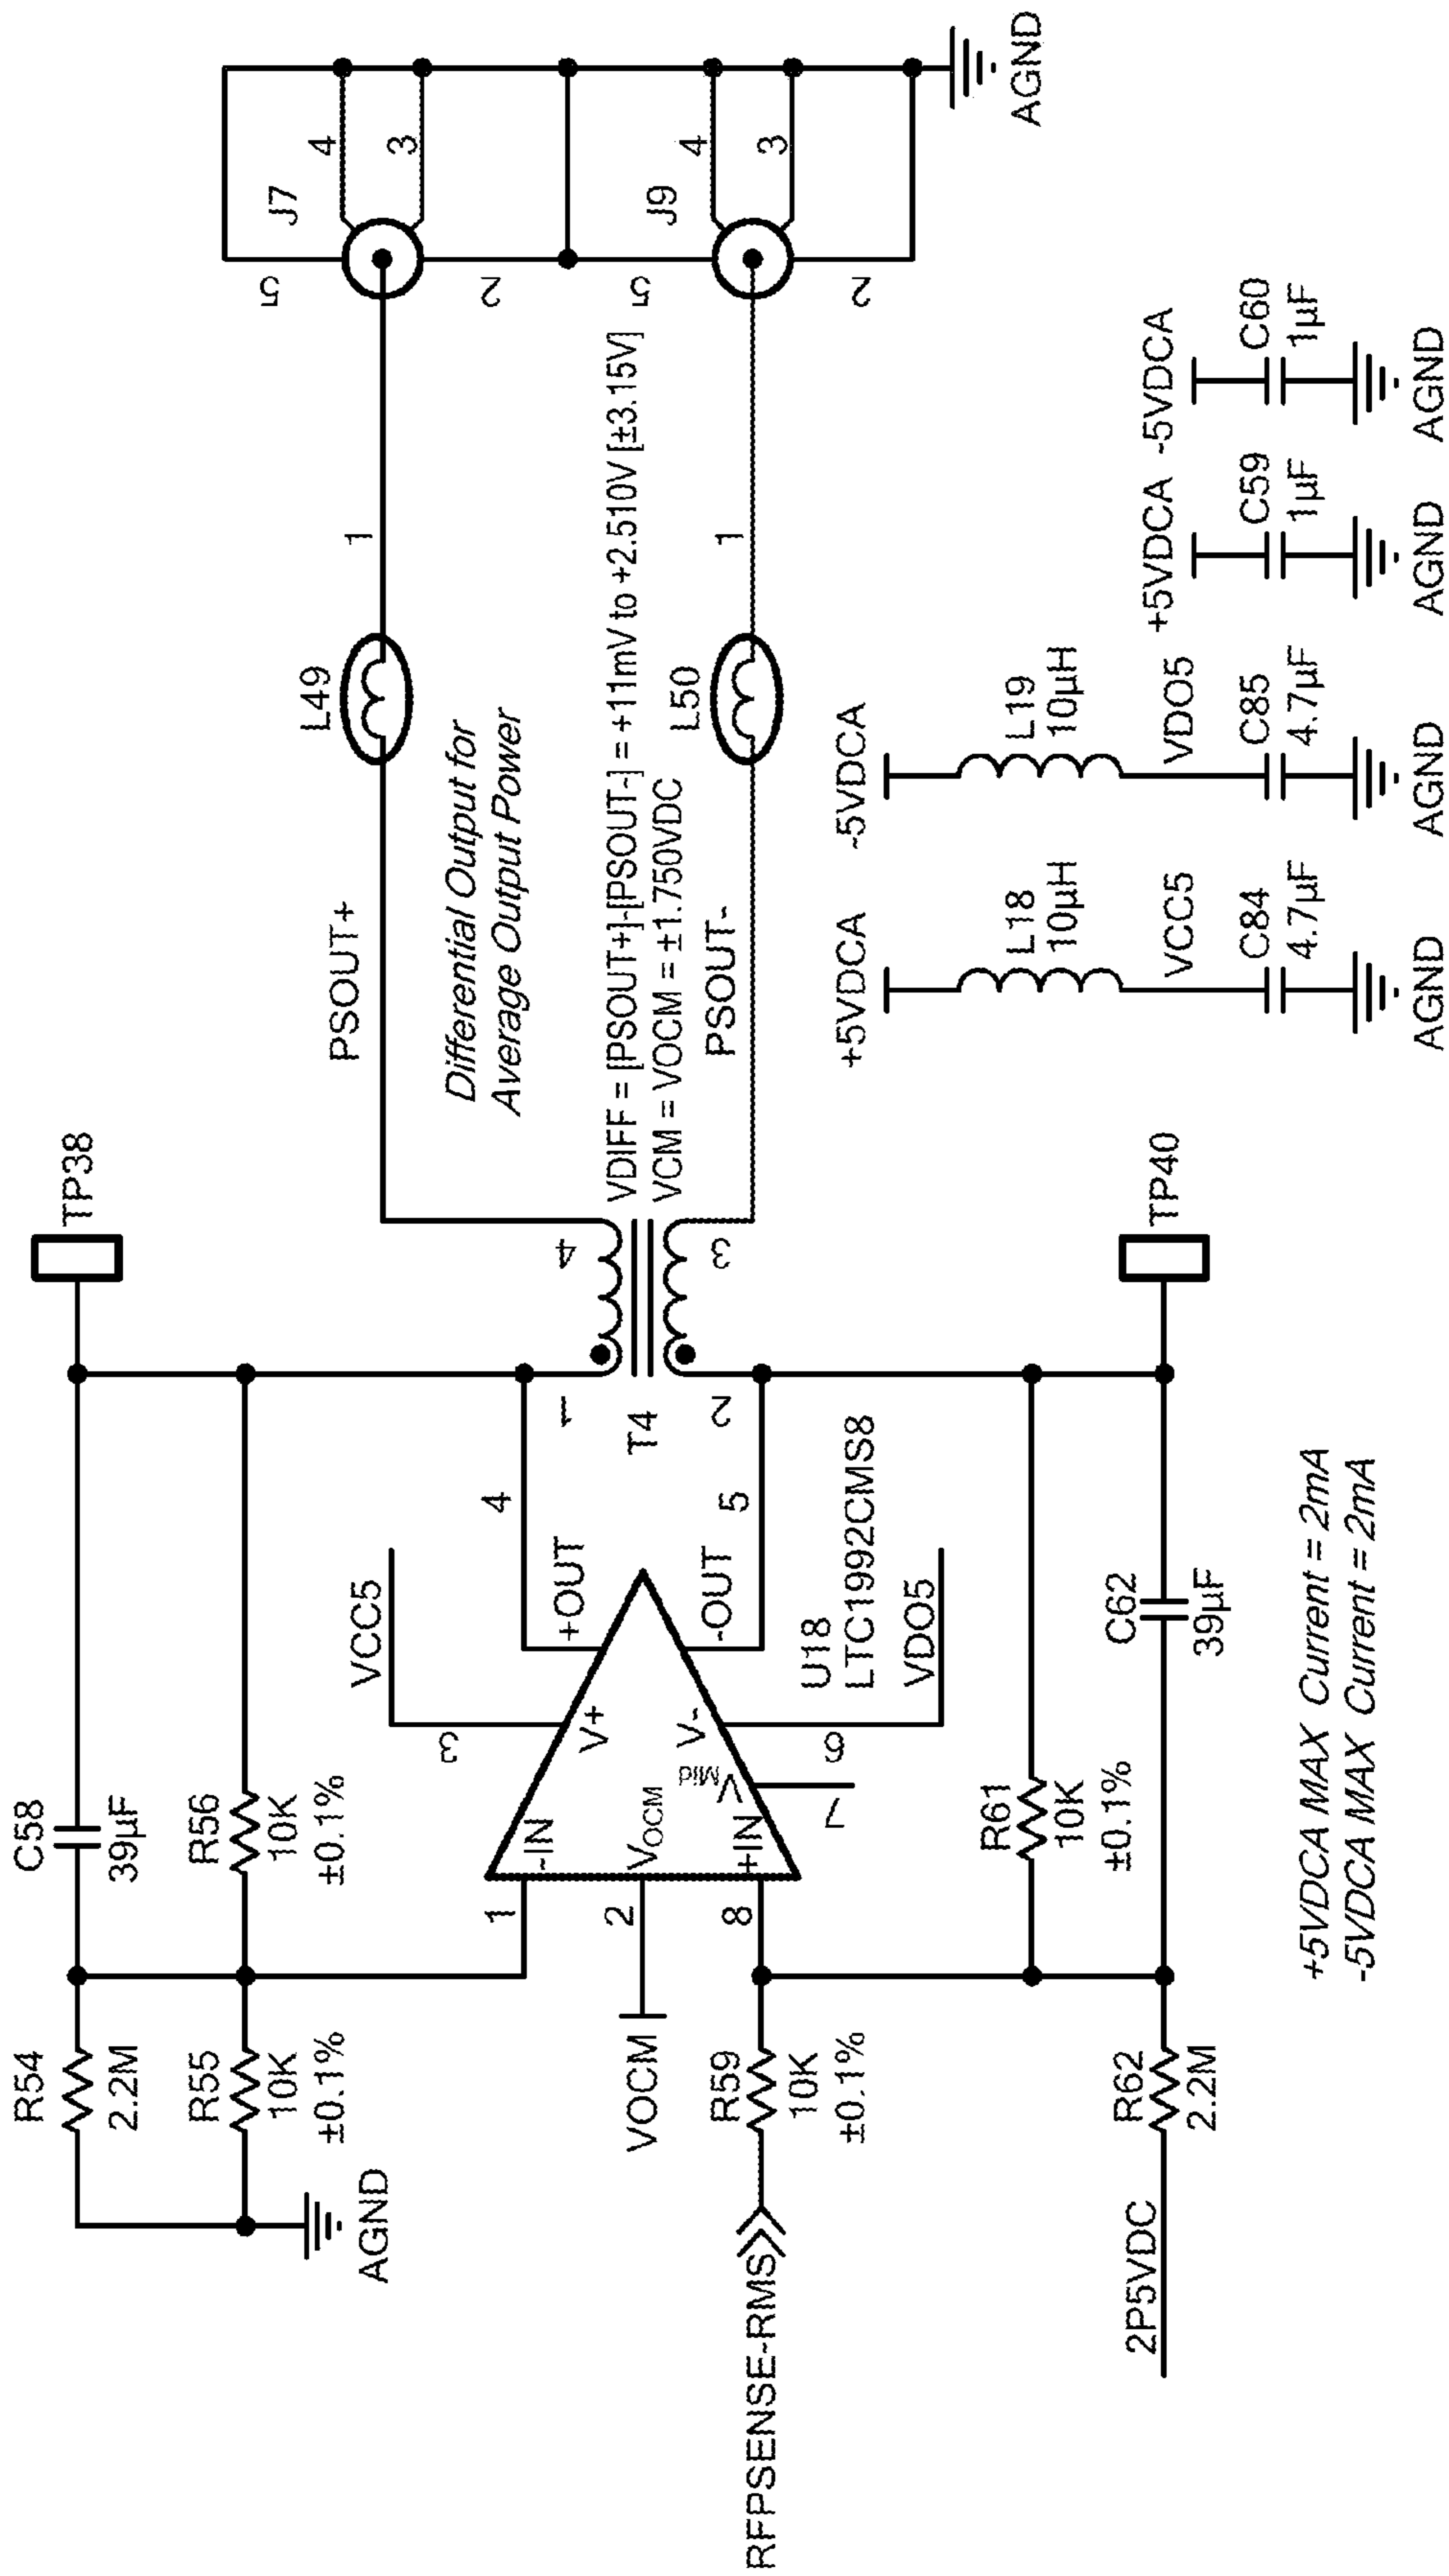 R54
2.2M
C58
39µF
TP38
R55
10K
±0.1%
R56
10K
±0.1%
AGND
VCC5
3
V+
4
+OUT
1
4
T4
PSOUT+
L49
1
J7
5
4
3
2
Differential Output for
Average Output Power
1
-IN
2
VOCM
VOCM
8
+IN
VMid
7
V-
6
-OUT
5
2
3
VDIFF = [PSOUT+]-[PSOUT-] = +11mV to +2.510V [±3.15V]
VCM = VOCM = ±1.750VDC
PSOUT-
L50
1
J9
5
4
3
2
AGND
RFPSENSE-RMS
R59
10K
±0.1%
U18
LTC1992CMS8
VDO5
R61
10K
±0.1%
2P5VDC
R62
2.2M
C62
39µF
TP40
+5VDCA
L18
10µH
VCC5
C84
4.7µF
AGND
-5VDCA
L19
10µH
VDO5
C85
4.7µF
AGND
+5VDCA
C59
1µF
AGND
-5VDCA
C60
1µF
AGND
+5VDCA MAX Current = 2mA
-5VDCA MAX Current = 2mA